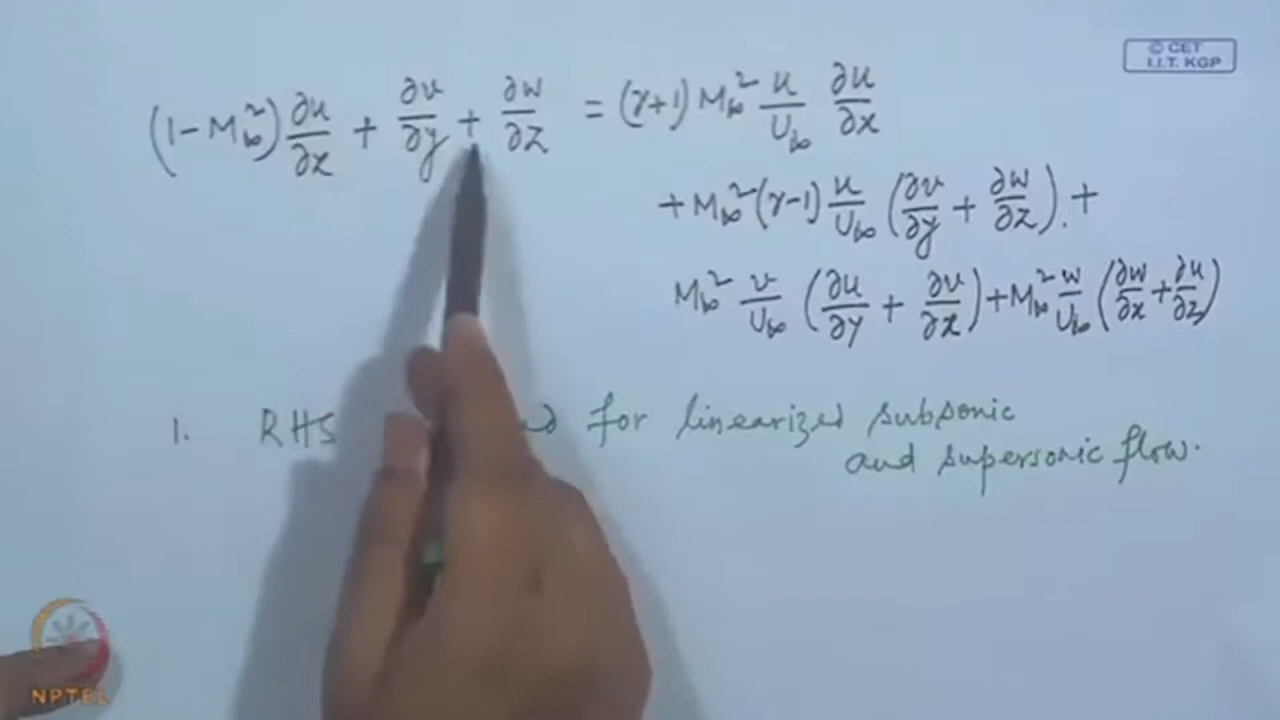 © CET
I.I.T. KGP
(1-M∞²) ∂u/∂x + ∂v/∂y + ∂w/∂z = (γ+1) M∞² u/U∞ ∂u/∂x
+ M∞² (γ-1) u/U∞ (∂v/∂y + ∂w/∂z) +
M∞² v/U∞ (∂u/∂y + ∂v/∂x) + M∞² w/U∞ (∂w/∂x + ∂u/∂z)
1. RHS for linearized subsonic
and supersonic flow.
NPTEL